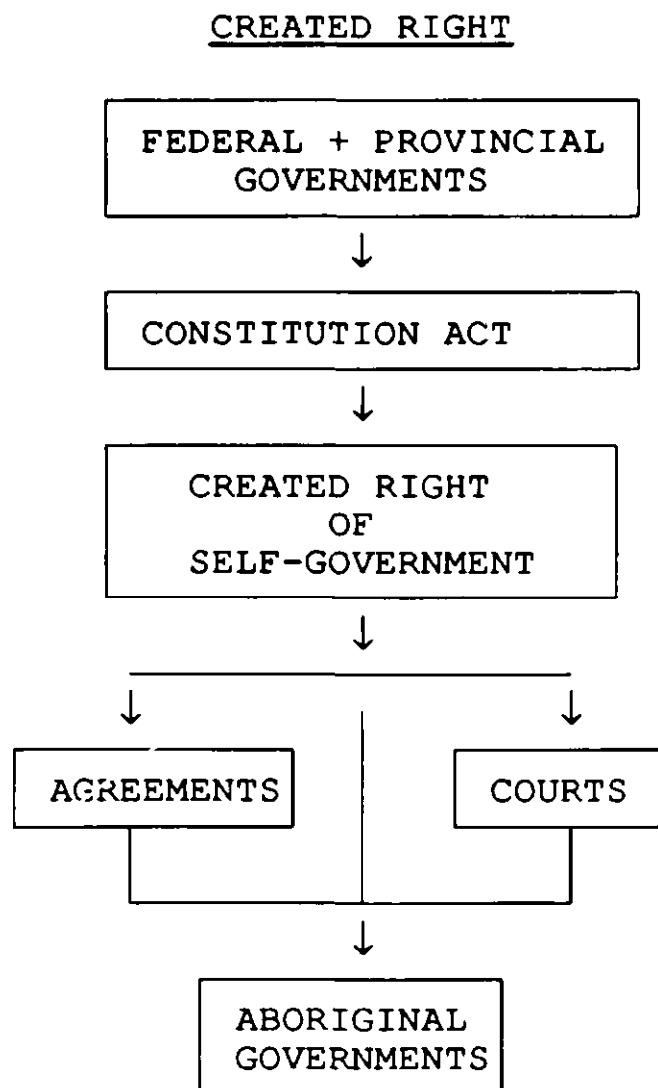 CREATED RIGHT
FEDERAL + PROVINCIAL
GOVERNMENTS
CONSTITUTION ACT
CREATED RIGHT
OF
SELF-GOVERNMENT
AGREEMENTS
COURTS
ABORIGINAL
GOVERNMENTS